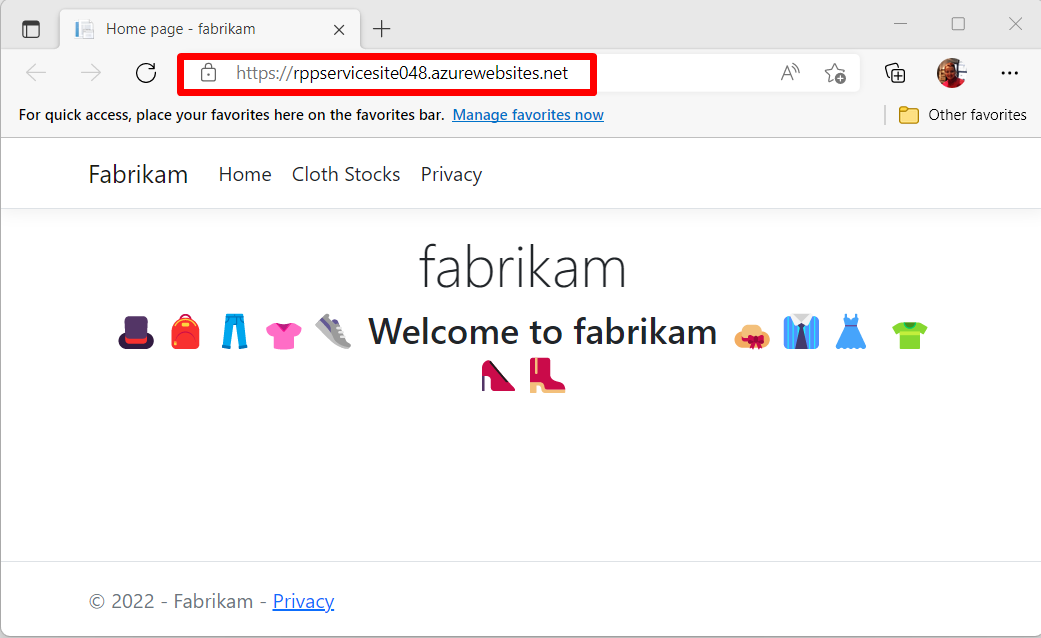 Home page - fabrikam
https://rppservicesite048.azurewebsites.net
For quick access, place your favorites here on the favorites bar. Manage favorites now Other favorites
Fabrikam Home Cloth Stocks Privacy
fabrikam
Welcome to fabrikam
© 2022 - Fabrikam - Privacy